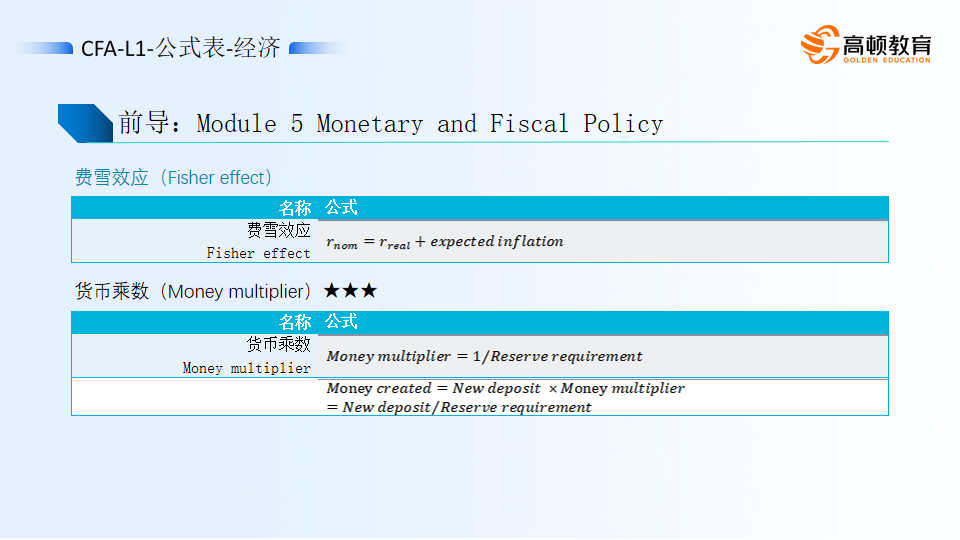 CFA-L1-公式表-经济
高顿教育
GOLDEN EDUCATION
前导：Module 5 Monetary and Fiscal Policy
费雪效应（Fisher effect）
名称 公式
费雪效应
Fisher effect
r_nom = r_real + expected inflation
货币乘数（Money multiplier）★★★
名称 公式
货币乘数
Money multiplier
Money multiplier = 1/Reserve requirement
Money created = New deposit × Money multiplier
= New deposit/Reserve requirement